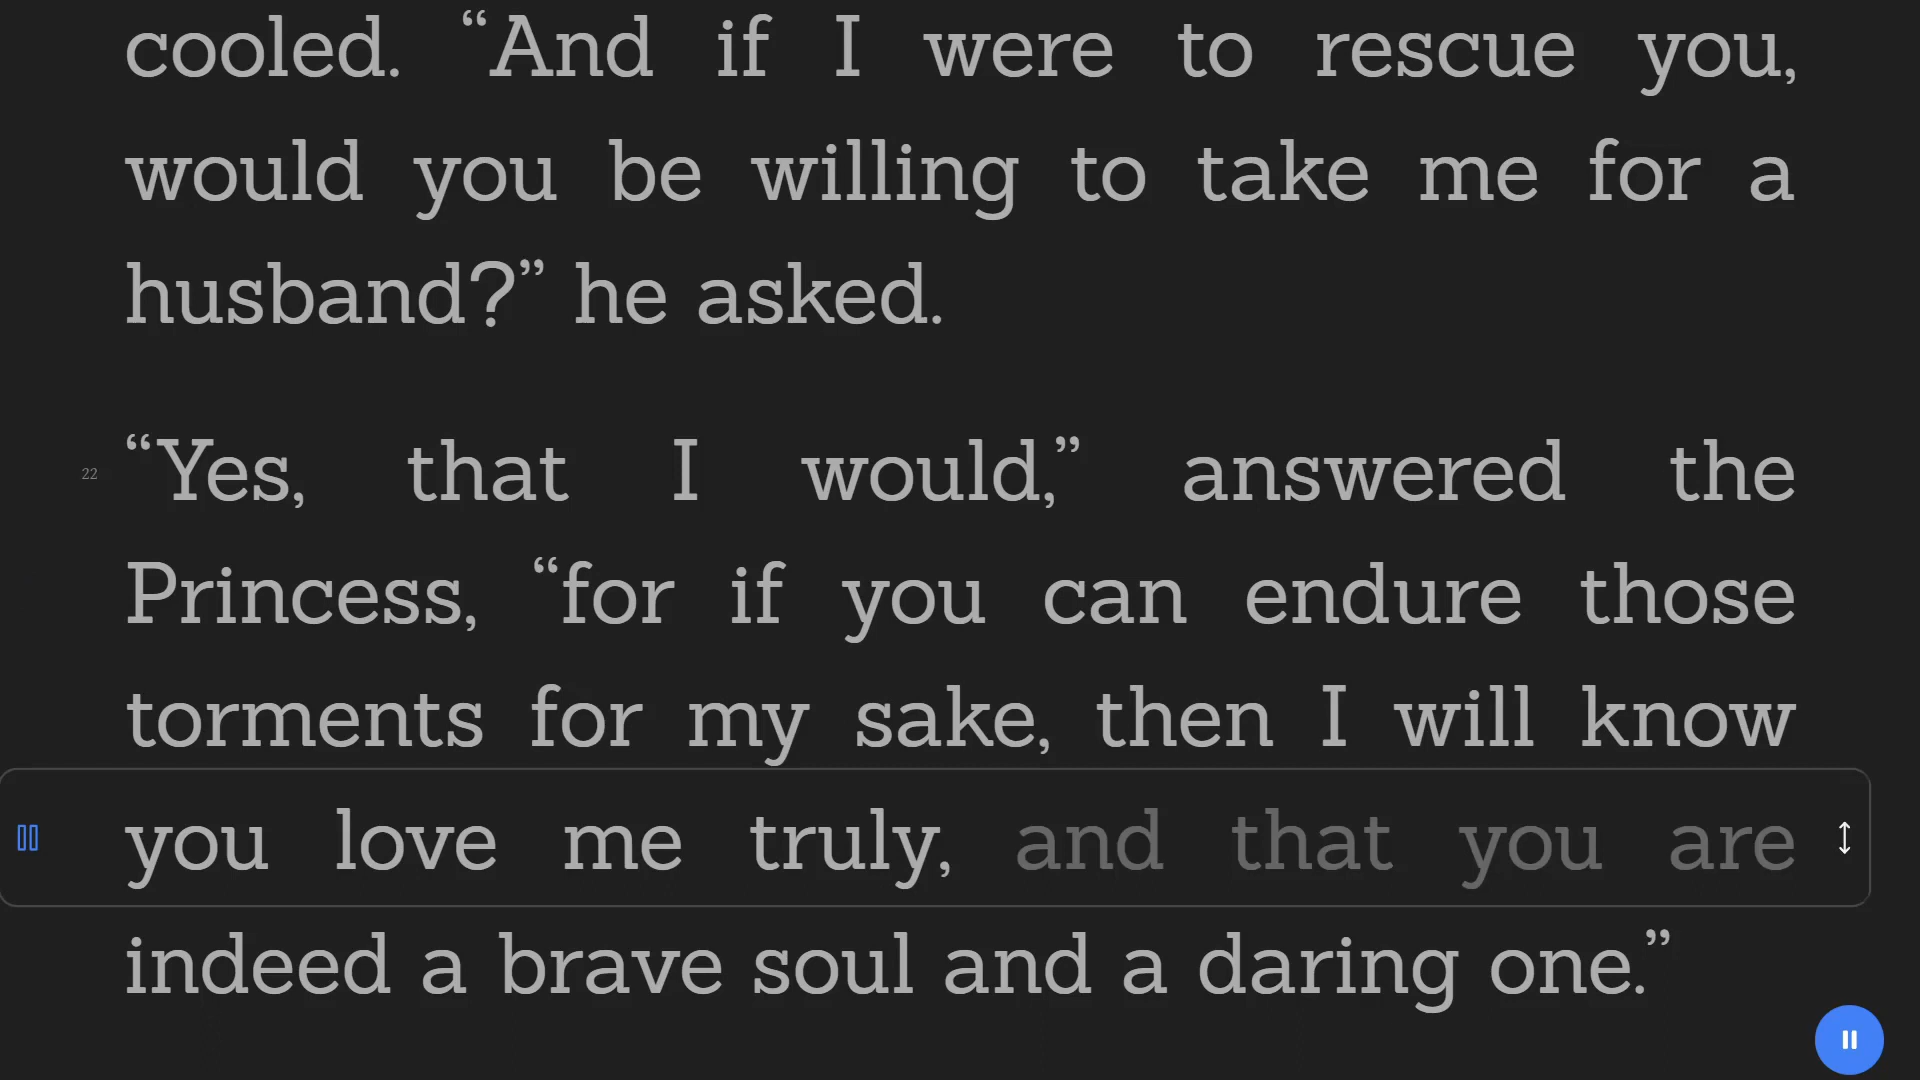 cooled. “And if I were to rescue you,
would you be willing to take me for a
husband?” he asked.
22
“Yes, that I would,” answered the
Princess, “for if you can endure those
torments for my sake, then I will know
you love me truly, and that you are
indeed a brave soul and a daring one.”